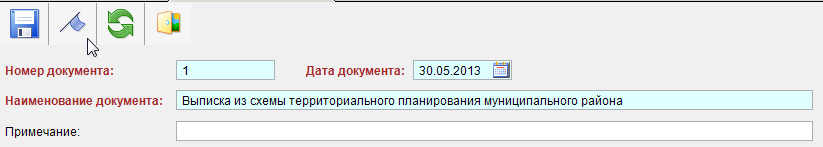 Номер документа: 1 Дата документа: 30.05.2013
Наименование документа: Выписка из схемы территориального планирования муниципального района
Примечание: